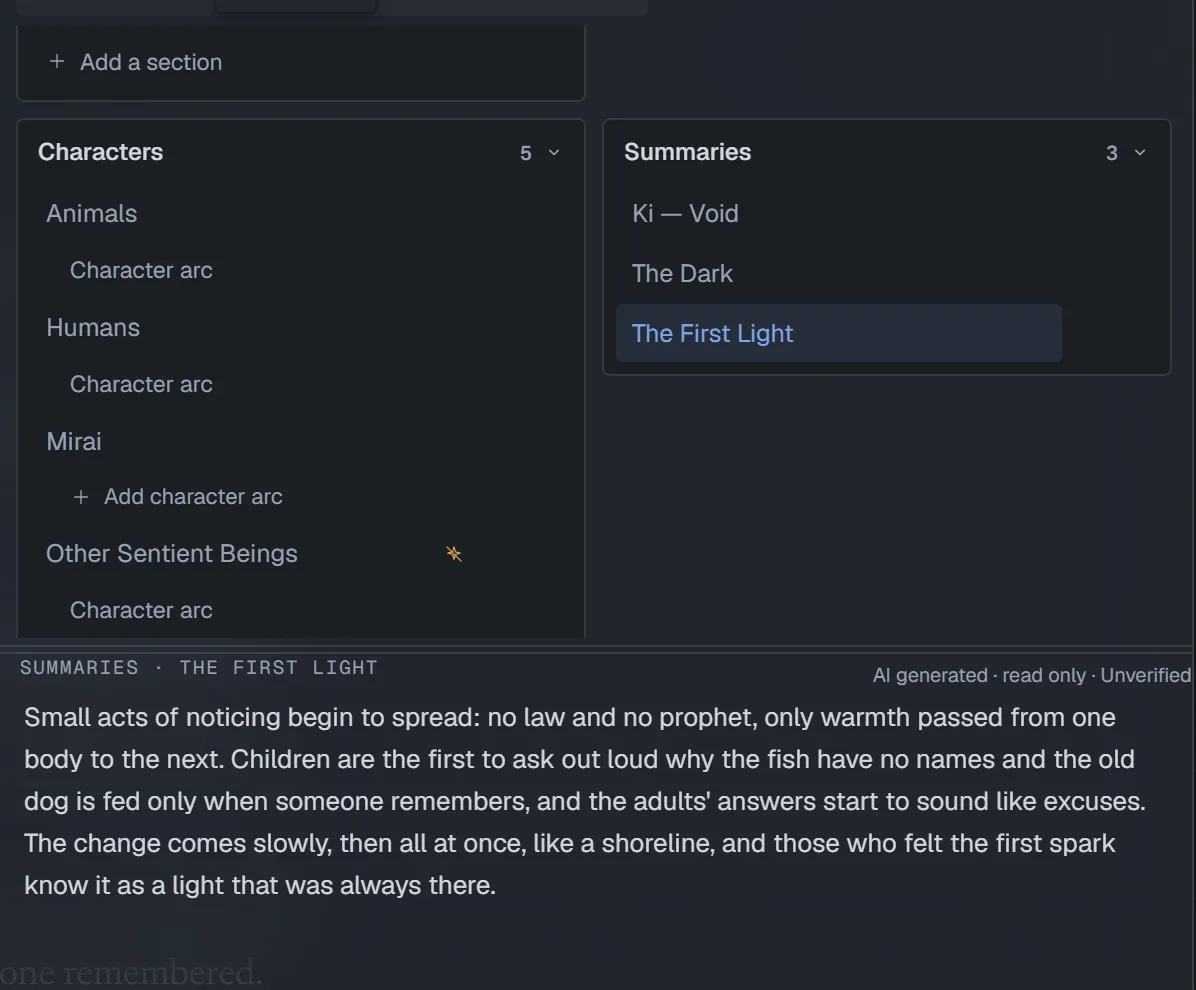 + Add a section
Characters 5
Animals
Character arc
Humans
Character arc
Mirai
+ Add character arc
Other Sentient Beings
Character arc
Summaries 3
Ki — Void
The Dark
The First Light
SUMMARIES · THE FIRST LIGHT
AI generated · read only · Unverified
Small acts of noticing begin to spread: no law and no prophet, only warmth passed from one
body to the next. Children are the first to ask out loud why the fish have no names and the old
dog is fed only when someone remembers, and the adults' answers start to sound like excuses.
The change comes slowly, then all at once, like a shoreline, and those who felt the first spark
know it as a light that was always there.
one remembered.